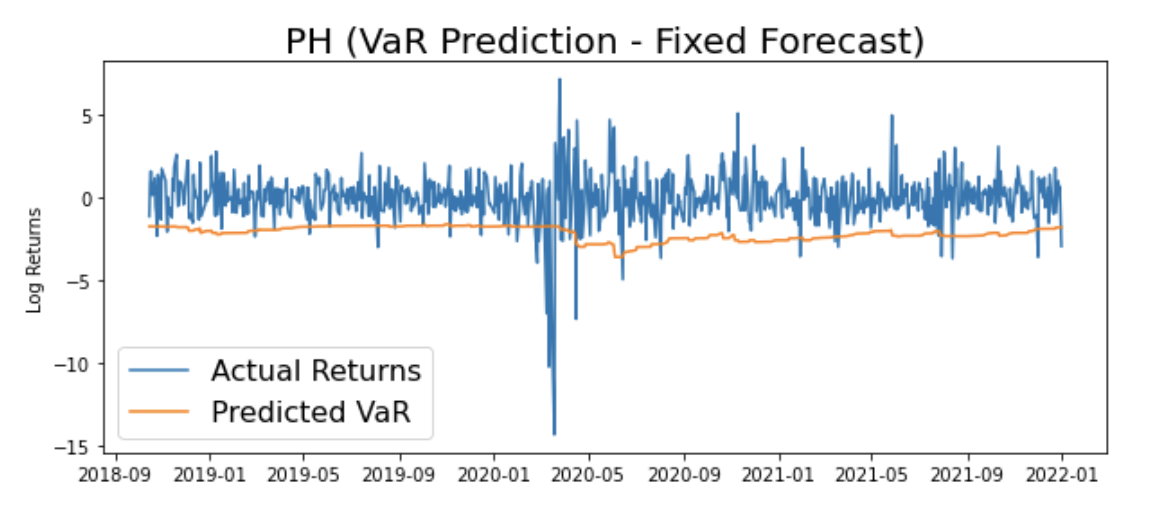 PH (VaR Prediction - Fixed Forecast)
Log Returns
5
0
−5
−10
−15
Actual Returns
Predicted VaR
2018-09 2019-01 2019-05 2019-09 2020-01 2020-05 2020-09 2021-01 2021-05 2021-09 2022-01